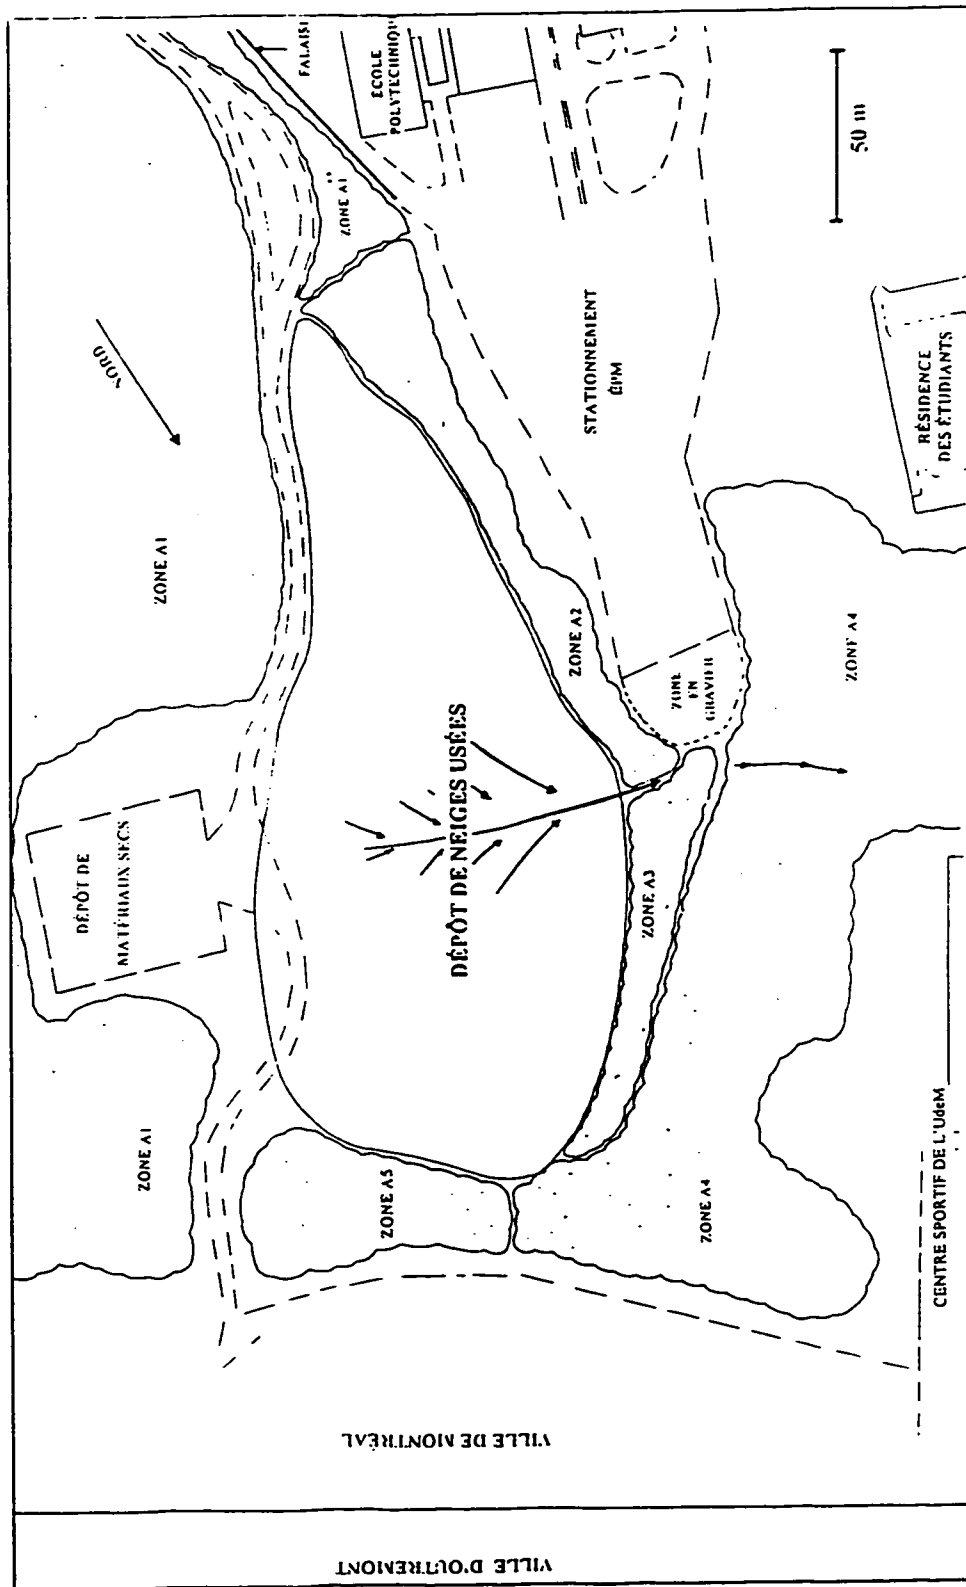 FALAISE
ÉCOLE
POLYTECHNIQUE
ZONE A1''
50 m
NORD
STATIONNEMENT
ÉPM
RÉSIDENCE
DES ÉTUDIANTS
ZONE A1
ZONE A2
ZONE
EN
GRAVIER
ZONE A4
DÉPÔT DE NEIGES USÉES
DÉPÔT DE
MATÉRIAUX SECS
ZONE A3
ZONE A1
ZONE A5
ZONE A4
CENTRE SPORTIF DE L'UdeM
VILLE DE MONTRÉAL
VILLE D'OUTREMONT